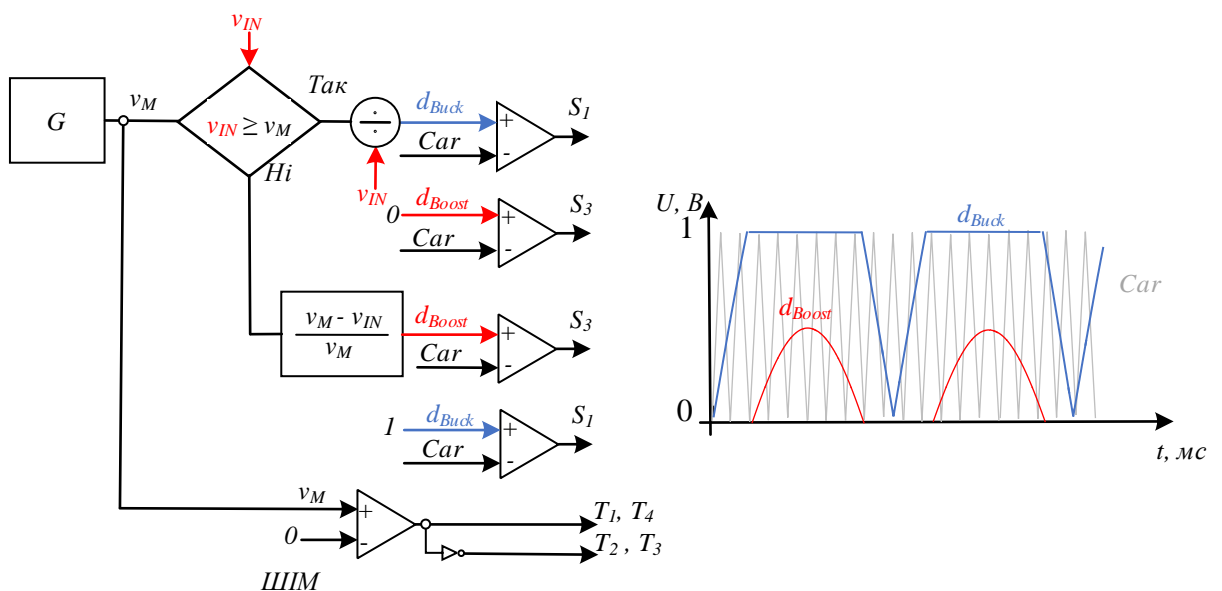 v_IN
G
v_M
Так
v_IN ≥ v_M
Ні
÷
v_IN
d_Buck
Car
+
-
S_1
0
d_Boost
Car
+
-
S_3
v_M - v_IN
v_M
d_Boost
Car
+
-
S_3
1
d_Buck
Car
+
-
S_1
v_M
0
+
-
T_1, T_4
T_2 , T_3
ШІМ
U, В
1
d_Buck
Car
d_Boost
0
t, мс